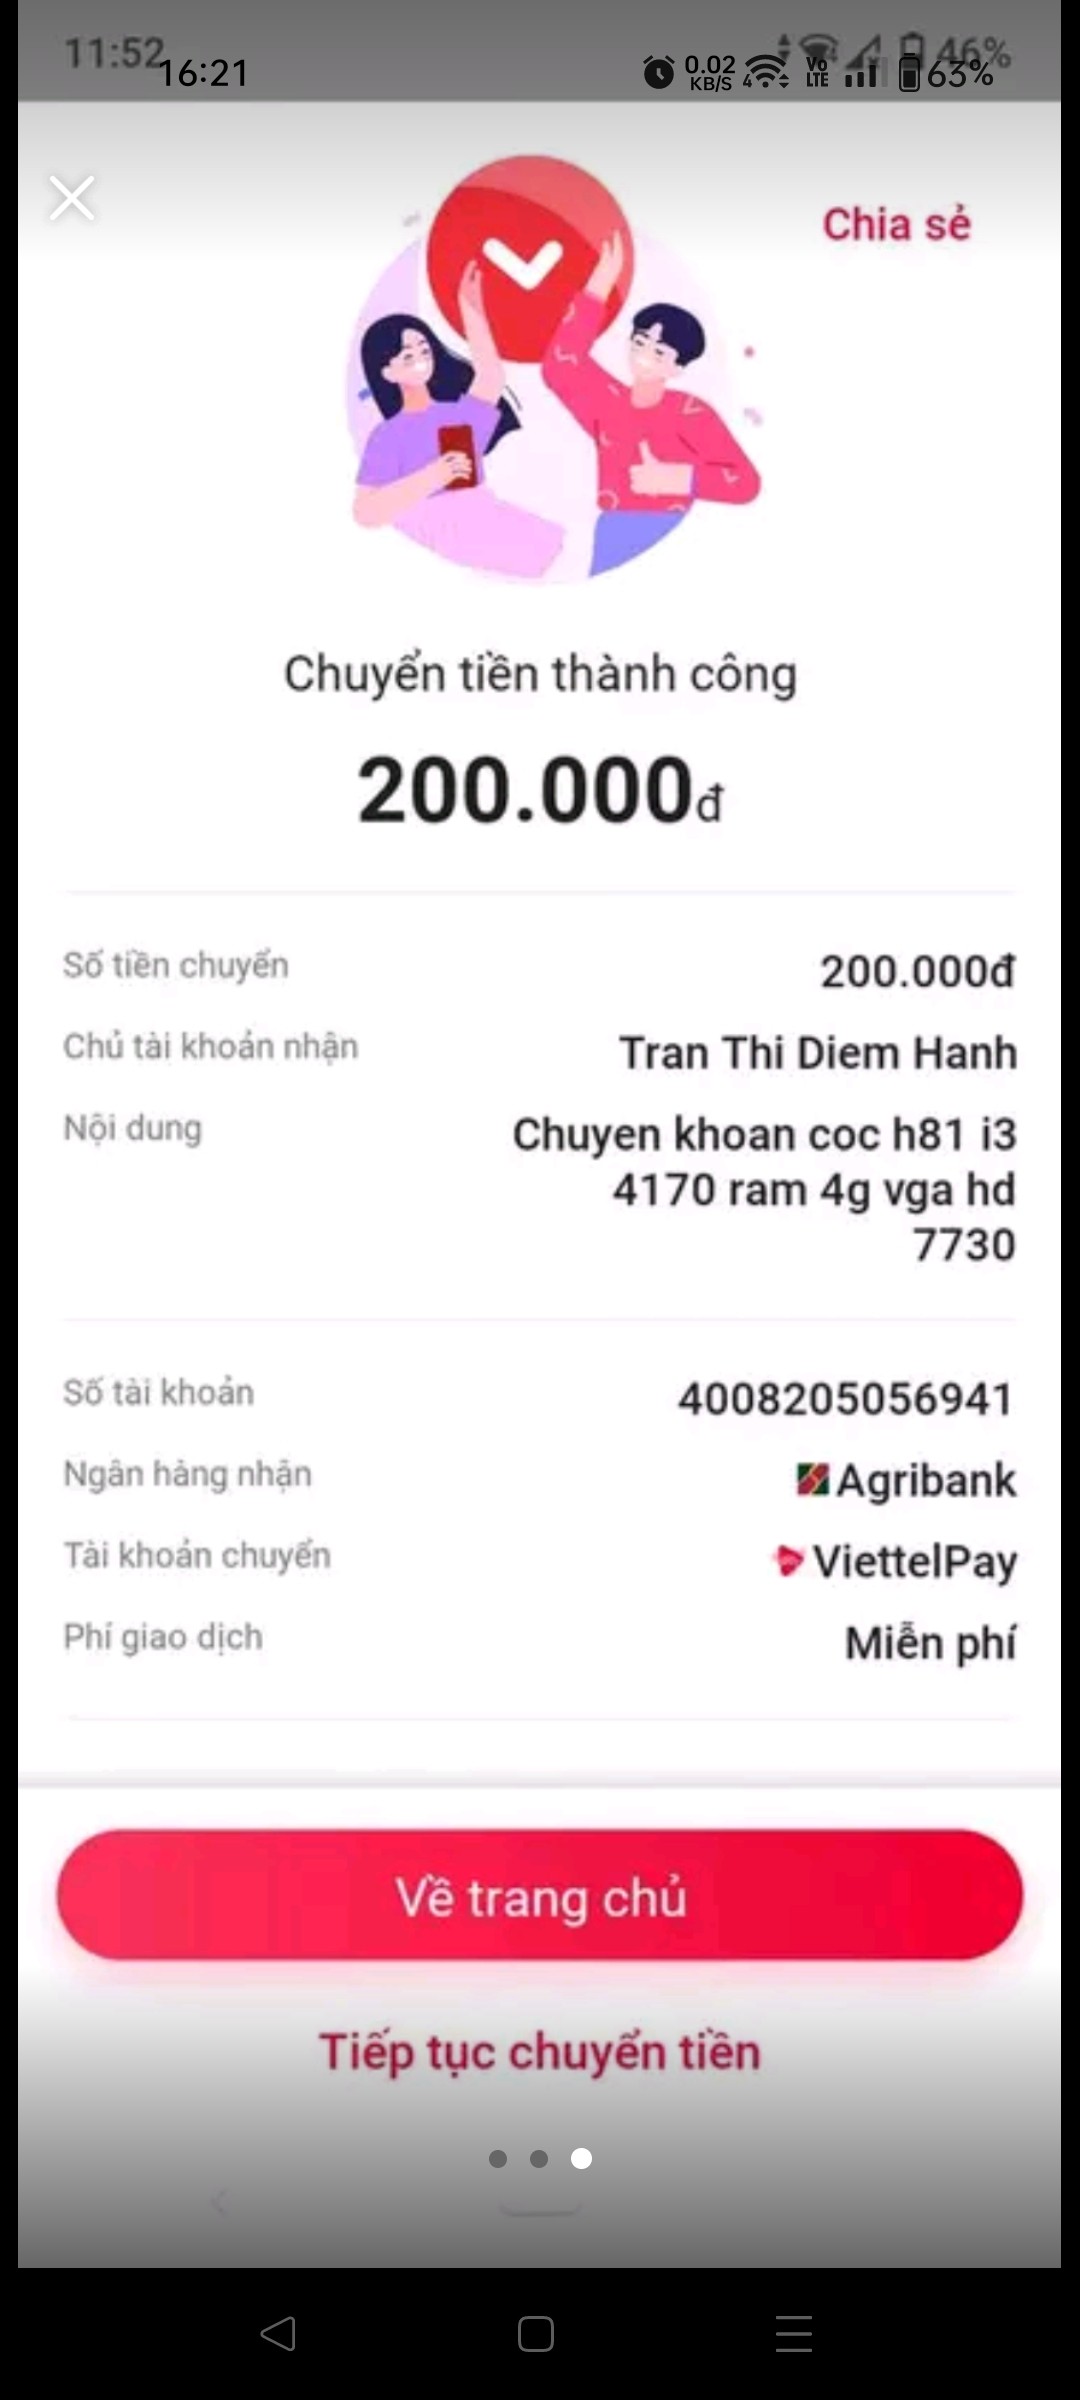 11:52
46%
16:21
0.02
KB/S
4
Vo
LTE
63%
Chia sẻ
Chuyển tiền thành công
200.000đ
Số tiền chuyển
200.000đ
Chủ tài khoản nhận
Tran Thi Diem Hanh
Nội dung
Chuyen khoan coc h81 i3
4170 ram 4g vga hd
7730
Số tài khoản
4008205056941
Ngân hàng nhận
Agribank
Tài khoản chuyển
ViettelPay
Phí giao dịch
Miễn phí
Về trang chủ
Tiếp tục chuyển tiền